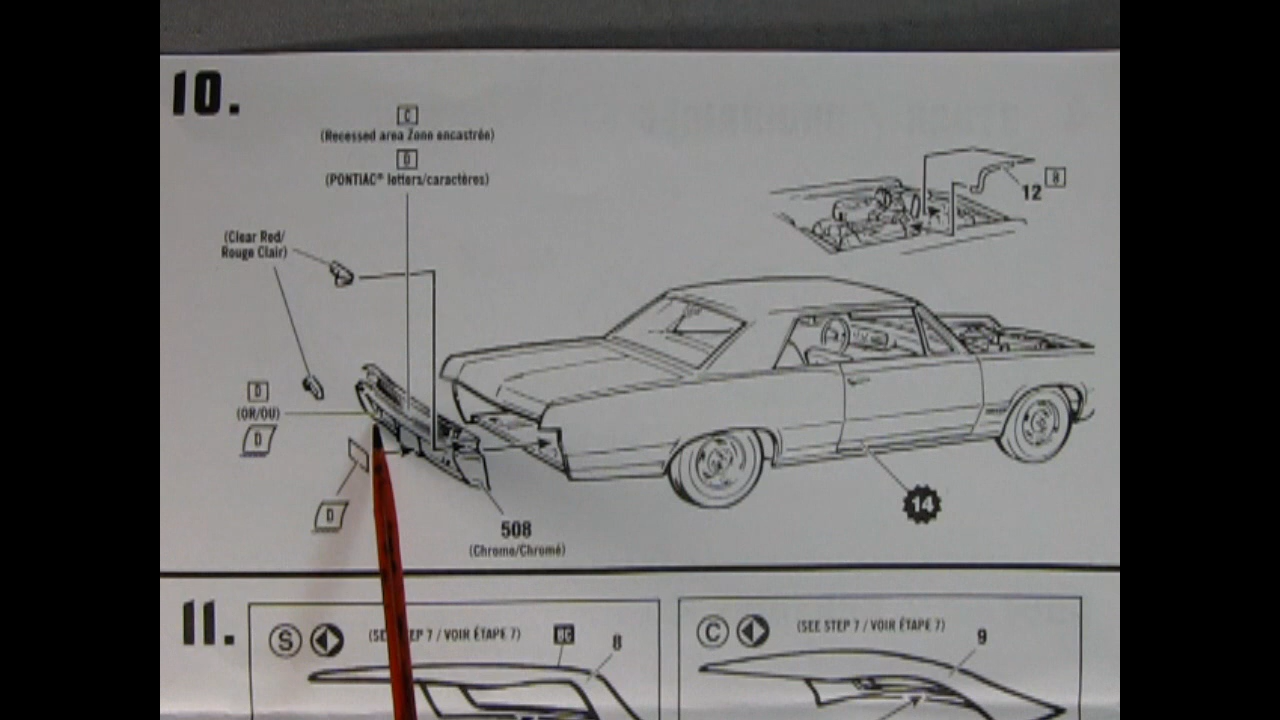 10.
C
(Recessed area Zone encastrée)
D
(PONTIAC® letters/caractères)
12
B
(Clear Red/
Rouge Clair)
D
(OR/OU)
D
D
14
508
(Chrome/Chromé)
11.
S
(SEE STEP 7 / VOIR ÉTAPE 7)
BC
8
C
(SEE STEP 7 / VOIR ÉTAPE 7)
9